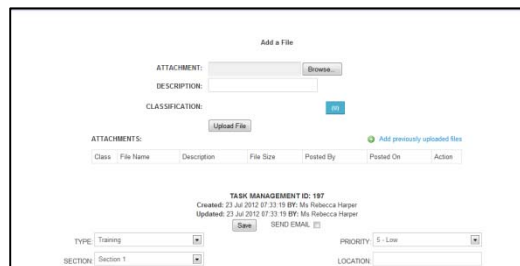 Add a File
ATTACHMENT: Browse...
DESCRIPTION:
CLASSIFICATION: (U)
Upload File
ATTACHMENTS: Add previously uploaded files
Class File Name Description File Size Posted By Posted On Action
TASK MANAGEMENT ID: 197
Created: 23 Jul 2012 07:33:19 BY: Ms Rebecca Harper
Updated: 23 Jul 2012 07:33:19 BY: Ms Rebecca Harper
Save SEND EMAIL
TYPE: Training PRIORITY: 5 - Low
SECTION: Section 1 LOCATION: